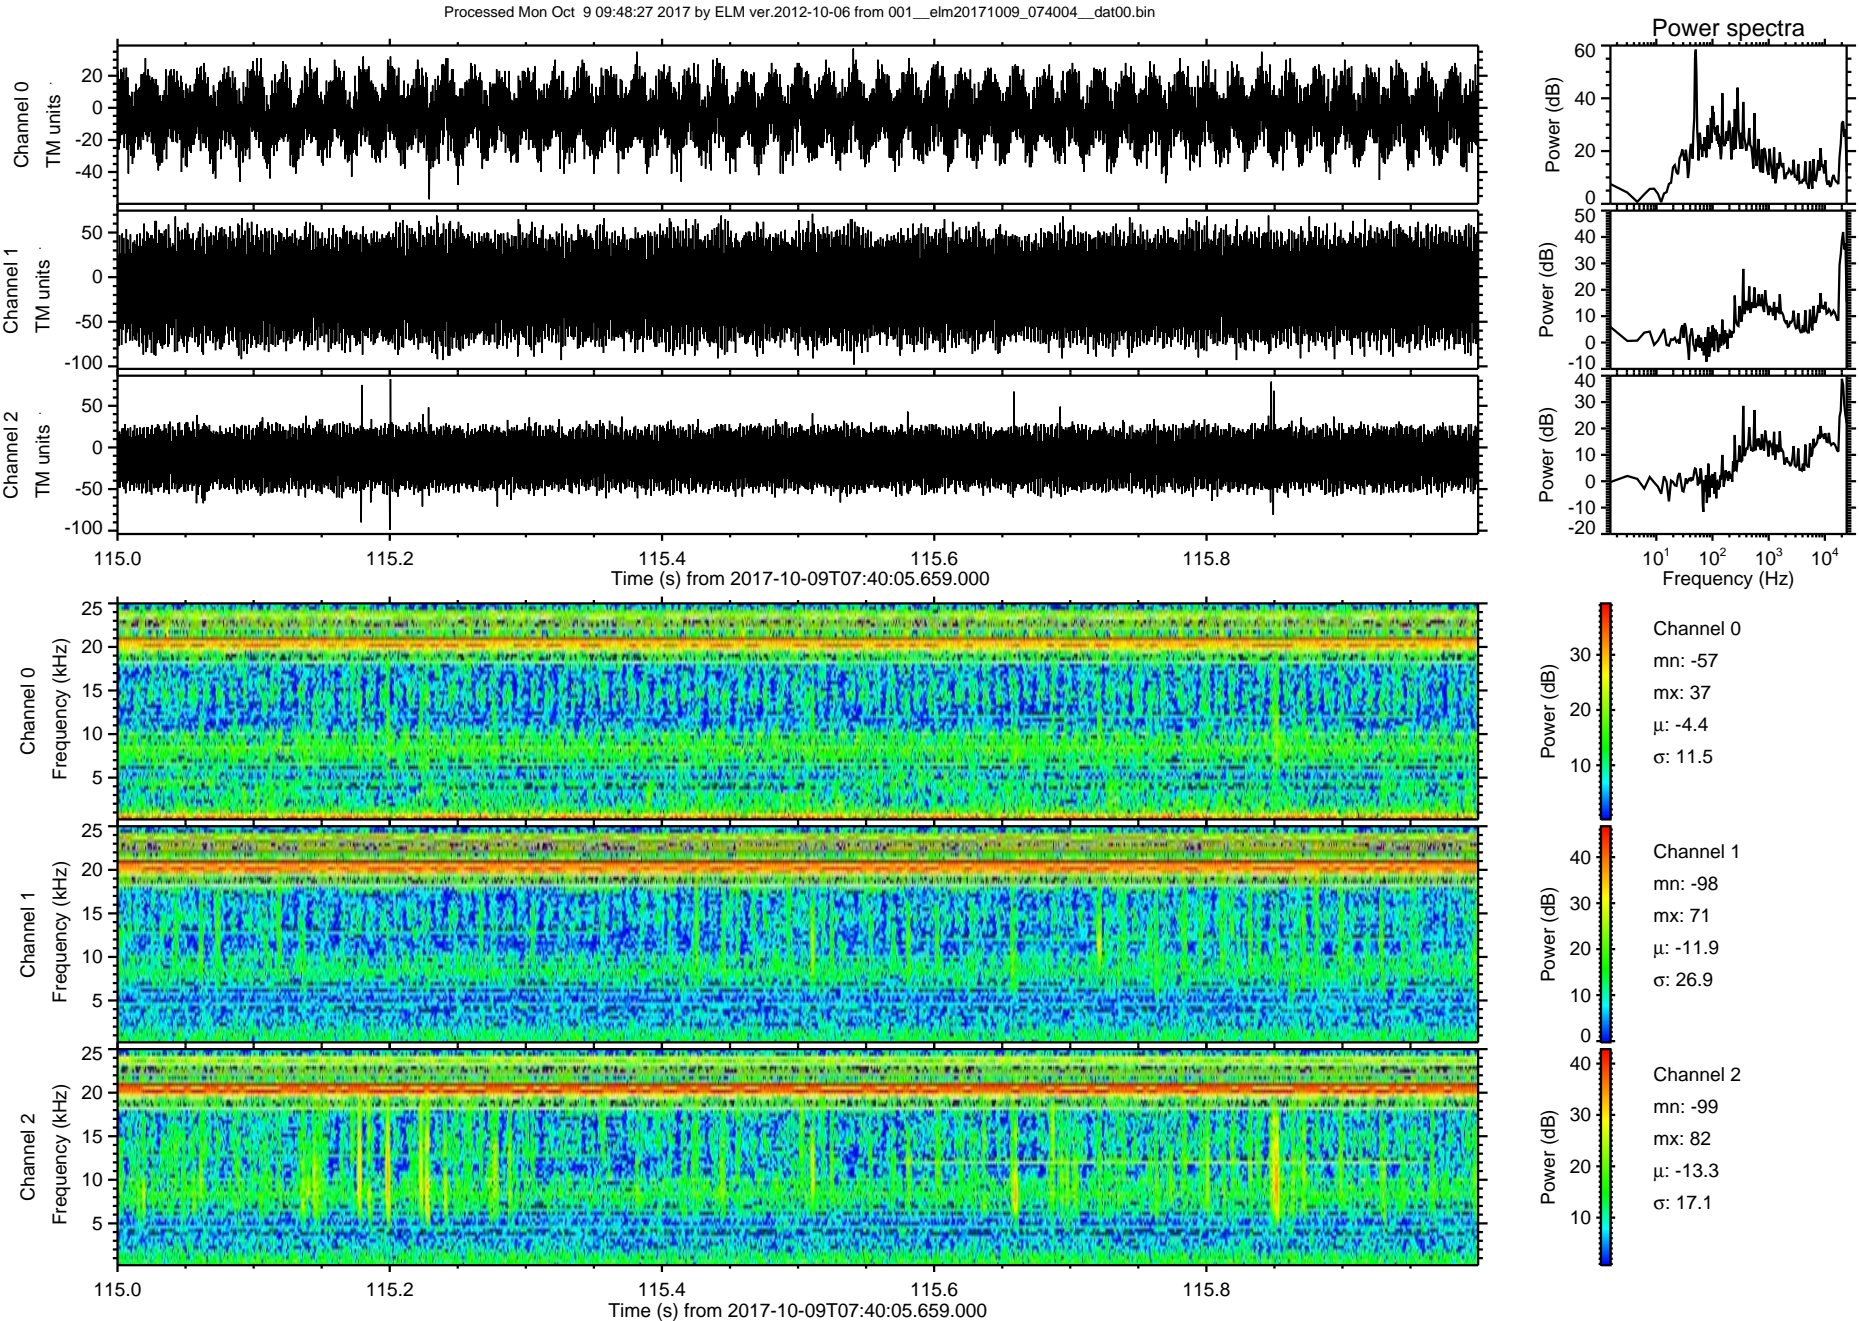 Processed Mon Oct  9 09:48:27 2017 by ELM ver.2012-10-06 from 001__elm20171009_074004__dat00.bin
Power spectra
Channel 0
TM units
20
0
-20
-40
Power (dB)
60
40
20
0
Channel 1
TM units
50
0
-50
-100
Power (dB)
50
40
30
20
10
0
-10
Channel 2
TM units
50
0
-50
-100
Power (dB)
40
30
20
10
0
-10
-20
115.0 115.2 115.4 115.6 115.8
Time (s) from 2017-10-09T07:40:05.659.000
10^1 10^2 10^3 10^4
Frequency (Hz)
Channel 0
Frequency (kHz)
25
20
15
10
5
Power (dB)
30
20
10
Channel 0
mn: -57
mx: 37
μ: -4.4
σ: 11.5
Channel 1
Frequency (kHz)
25
20
15
10
5
Power (dB)
40
30
20
10
0
Channel 1
mn: -98
mx: 71
μ: -11.9
σ: 26.9
Channel 2
Frequency (kHz)
25
20
15
10
5
Power (dB)
40
30
20
10
Channel 2
mn: -99
mx: 82
μ: -13.3
σ: 17.1
115.0 115.2 115.4 115.6 115.8
Time (s) from 2017-10-09T07:40:05.659.000